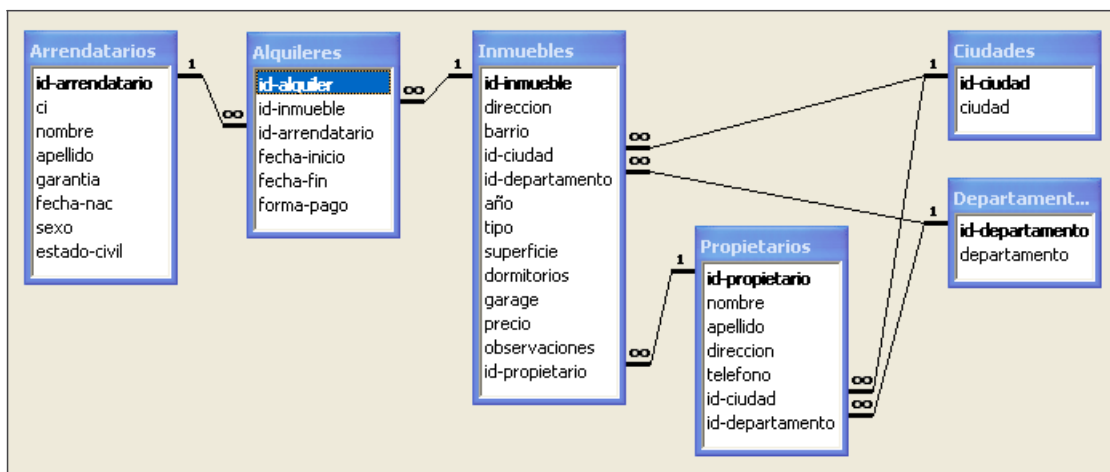 Arrendatarios
id-arrendatario
ci
nombre
apellido
garantia
fecha-nac
sexo
estado-civil
1
∞
Alquileres
id-alquiler
id-inmueble
id-arrendatario
fecha-inicio
fecha-fin
forma-pago
∞
1
Inmuebles
id-inmueble
direccion
barrio
id-ciudad
id-departamento
año
tipo
superficie
dormitorios
garage
precio
observaciones
id-propietario
∞
∞
∞
1
Propietarios
id-propietario
nombre
apellido
direccion
telefono
id-ciudad
id-departamento
∞
∞
1
Ciudades
id-ciudad
ciudad
1
Departament...
id-departamento
departamento